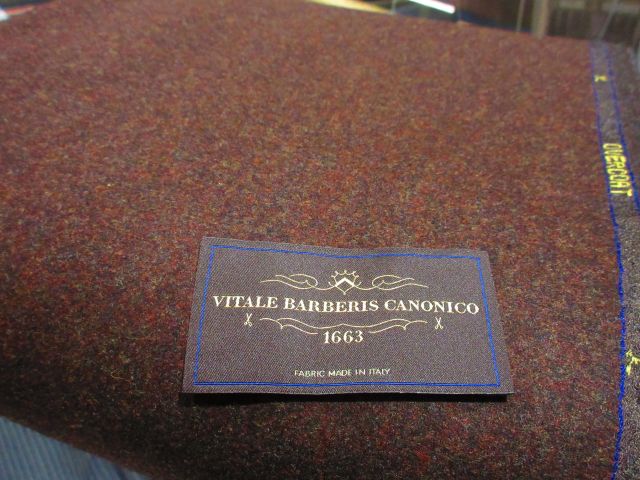 VITALE BARBERIS CANONICO
1663
FABRIC MADE IN ITALY
OVERCOAT